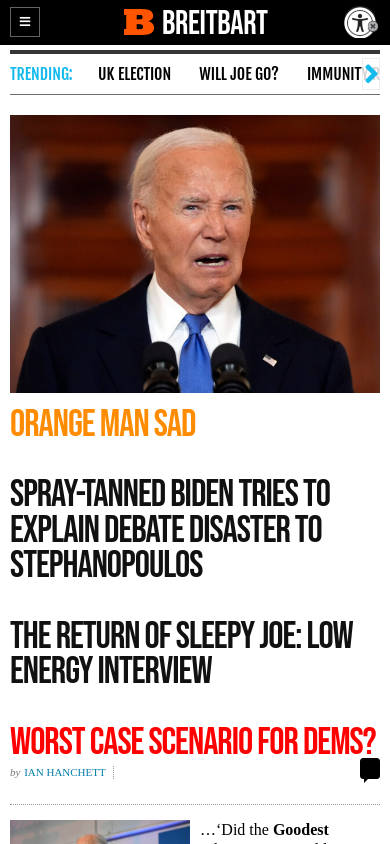 BREITBART
TRENDING: UK ELECTION WILL JOE GO? IMMUNIT
ORANGE MAN SAD
SPRAY-TANNED BIDEN TRIES TO
EXPLAIN DEBATE DISASTER TO
STEPHANOPOULOS
THE RETURN OF SLEEPY JOE: LOW
ENERGY INTERVIEW
WORST CASE SCENARIO FOR DEMS?
by IAN HANCHETT
…‘Did the Goodest